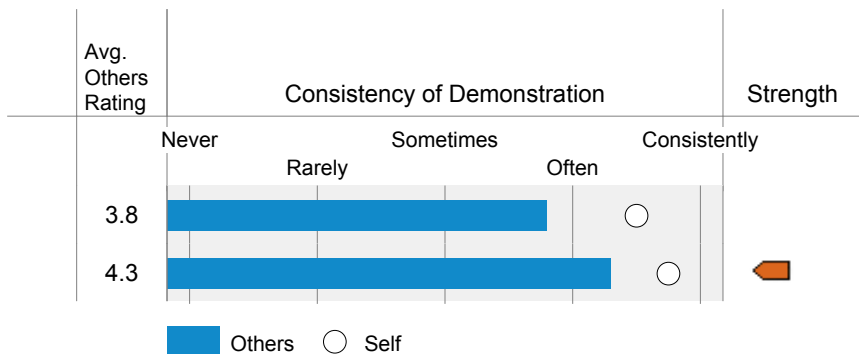 Avg.
Others
Rating
Consistency of Demonstration
Strength
Never Sometimes Consistently
Rarely Often
3.8
4.3
Others Self